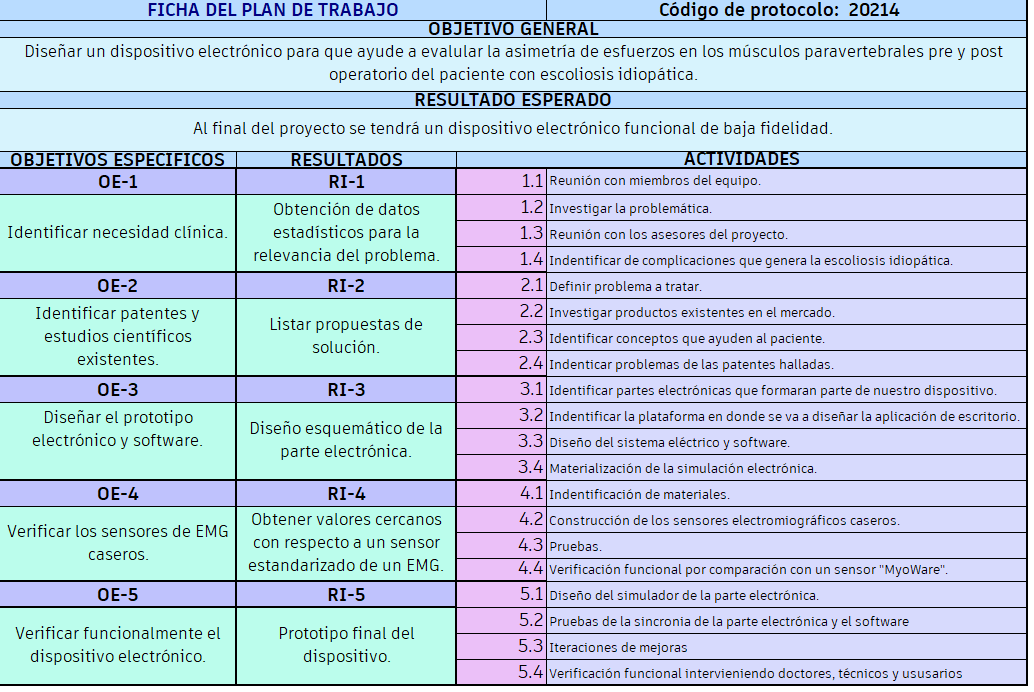 FICHA DEL PLAN DE TRABAJO
Código de protocolo: 20214
OBJETIVO GENERAL
Diseñar un dispositivo electrónico para que ayude a evalular la asimetría de esfuerzos en los músculos paravertebrales pre y post
operatorio del paciente con escoliosis idiopática.
RESULTADO ESPERADO
Al final del proyecto se tendrá un dispositivo electrónico funcional de baja fidelidad.
OBJETIVOS ESPECIFICOS
RESULTADOS
ACTIVIDADES
OE-1
RI-1
1.1 Reunión con miembros del equipo.
Identificar necesidad clínica.
Obtención de datos
estadísticos para la
relevancia del problema.
1.2 Investigar la problemática.
1.3 Reunión con los asesores del proyecto.
1.4 Indentificar de complicaciones que genera la escoliosis idiopática.
OE-2
RI-2
2.1 Definir problema a tratar.
Identificar patentes y
estudios científicos
existentes.
Listar propuestas de
solución.
2.2 Investigar productos existentes en el mercado.
2.3 Identificar conceptos que ayuden al paciente.
2.4 Indenticar problemas de las patentes halladas.
OE-3
RI-3
3.1 Identificar partes electrónicas que formaran parte de nuestro dispositivo.
Diseñar el prototipo
electrónico y software.
Diseño esquemático de la
parte electrónica.
3.2 Indentificar la plataforma en donde se va a diseñar la aplicación de escritorio.
3.3 Diseño del sistema eléctrico y software.
3.4 Materialización de la simulación electrónica.
OE-4
RI-4
4.1 Indentificación de materiales.
Verificar los sensores de EMG
caseros.
Obtener valores cercanos
con respecto a un sensor
estandarizado de un EMG.
4.2 Construcción de los sensores electromiográficos caseros.
4.3 Pruebas.
4.4 Verificación funcional por comparación con un sensor "MyoWare".
OE-5
RI-5
5.1 Diseño del simulador de la parte electrónica.
Verificar funcionalmente el
dispositivo electrónico.
Prototipo final del
dispositivo.
5.2 Pruebas de la sincronia de la parte electrónica y el software
5.3 Iteraciones de mejoras
5.4 Verificación funcional intervieniendo doctores, técnicos y ususarios